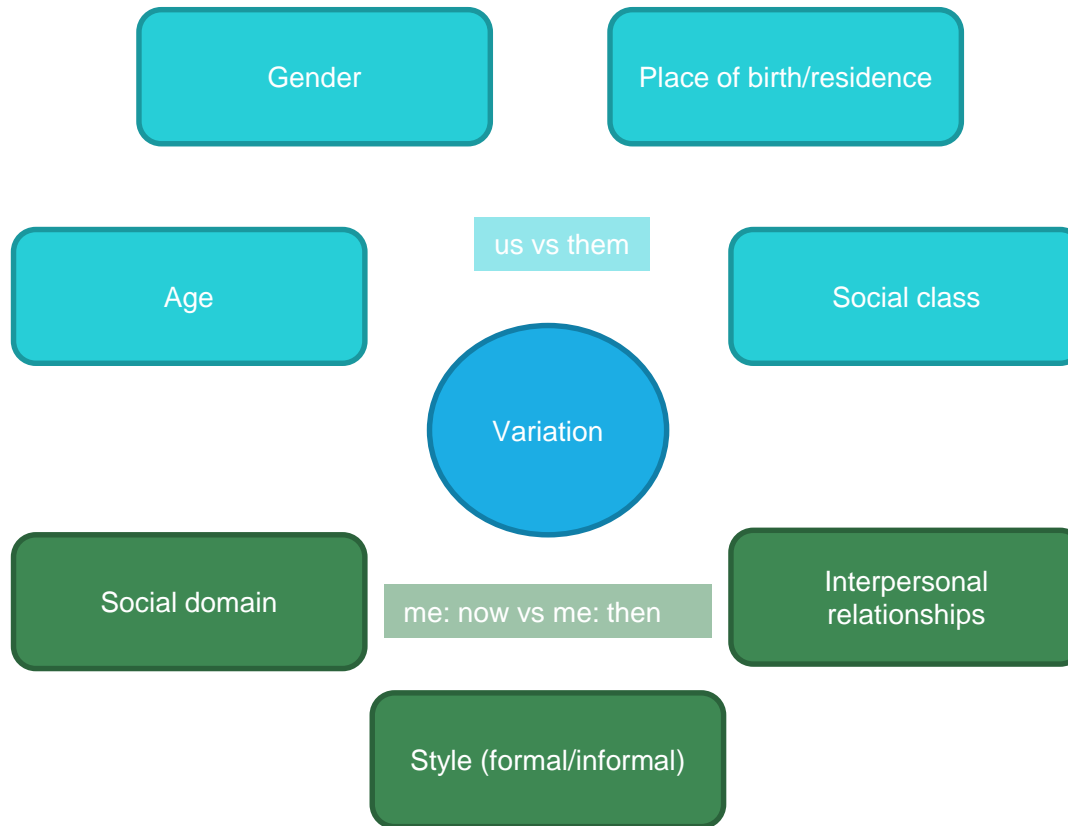 Gender
Place of birth/residence
us vs them
Age
Social class
Variation
Social domain
me: now vs me: then
Interpersonal
relationships
Style (formal/informal)